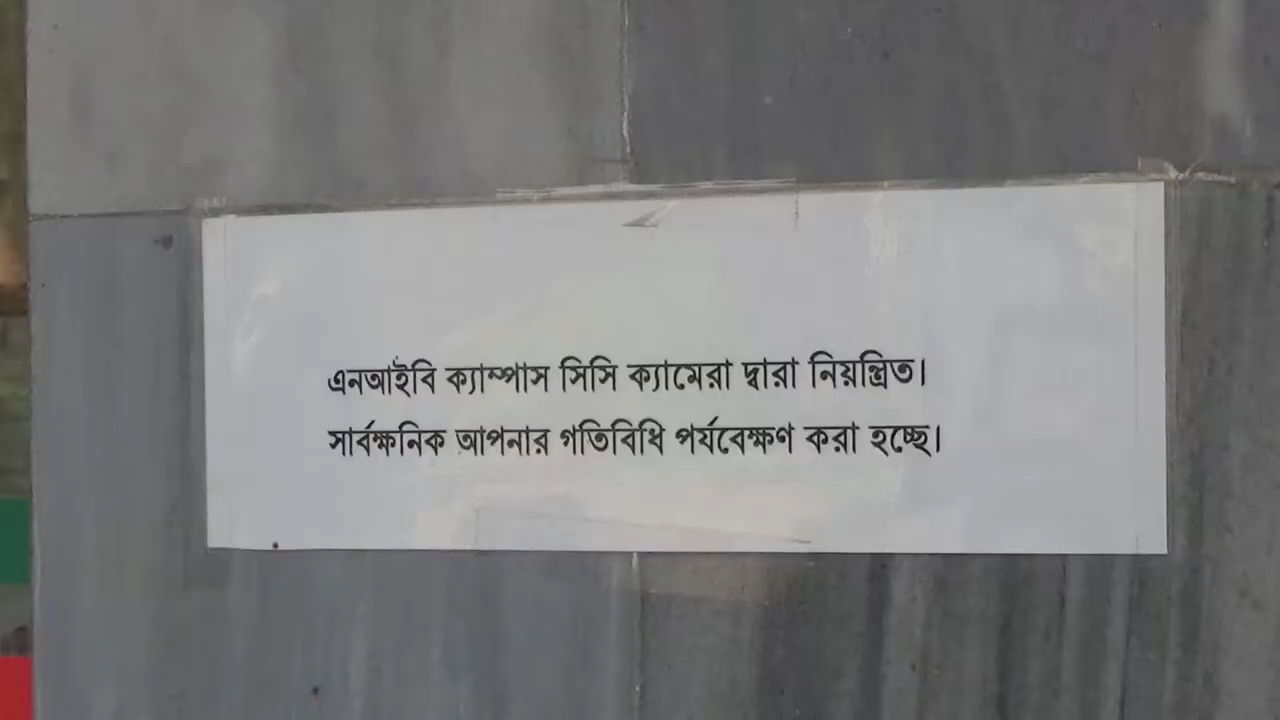 এনআইবি ক্যাম্পাস সিসি ক্যামেরা দ্বারা নিয়ন্ত্রিত।
সার্বক্ষনিক আপনার গতিবিধি পর্যবেক্ষণ করা হচ্ছে।